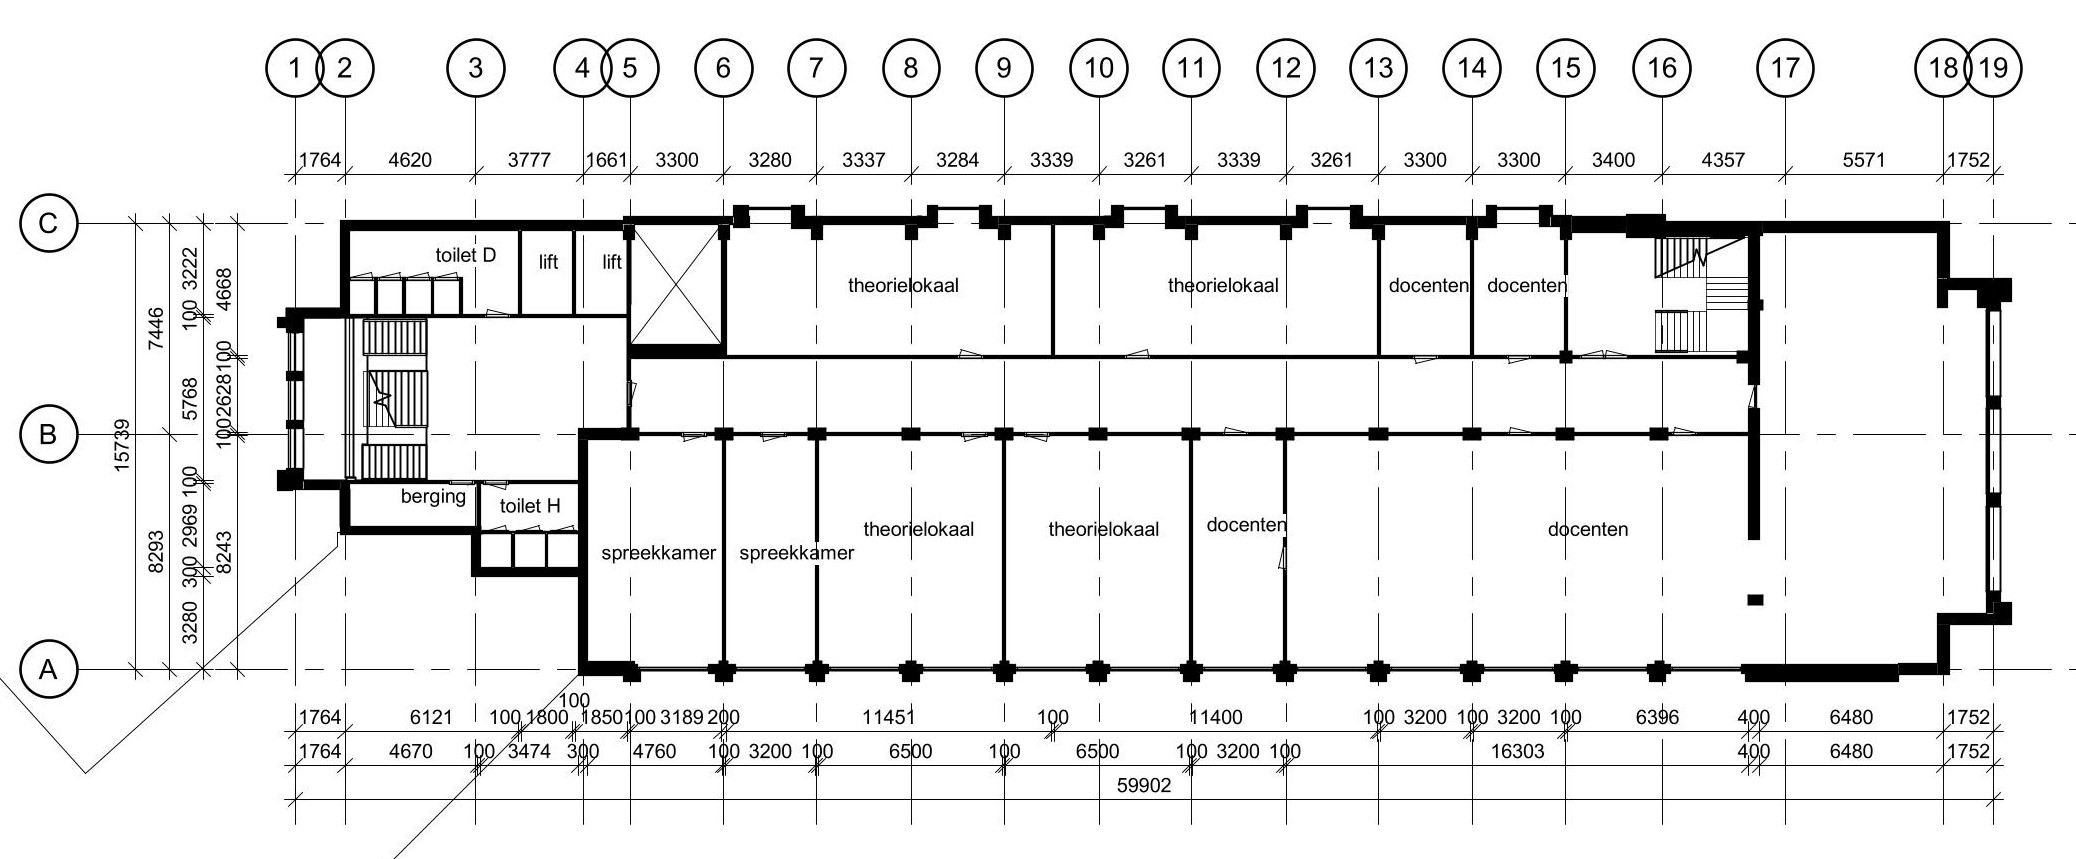 1 2 3 4 5 6 7 8 9 10 11 12 13 14 15 16 17 18 19
1764 4620 3777 1661 3300 3280 3337 3284 3339 3261 3339 3261 3300 3300 3400 4357 5571 1752
C
toilet D lift lift
theorielokaal theorielokaal docenten docenten
3222 4668
100
7446
100
5768 2628
B
15739
100
100
berging toilet H
theorielokaal theorielokaal docenten docenten
spreekkamer spreekkamer
8293 2969 8243
300
3280
A
100
1764 6121 100 1800 1850 100 3189 200 11451 100 11400 100 3200 100 3200 100 6396 400 6480 1752
1764 4670 100 3474 300 4760 100 3200 100 6500 100 6500 100 3200 100 16303 400 6480 1752
59902